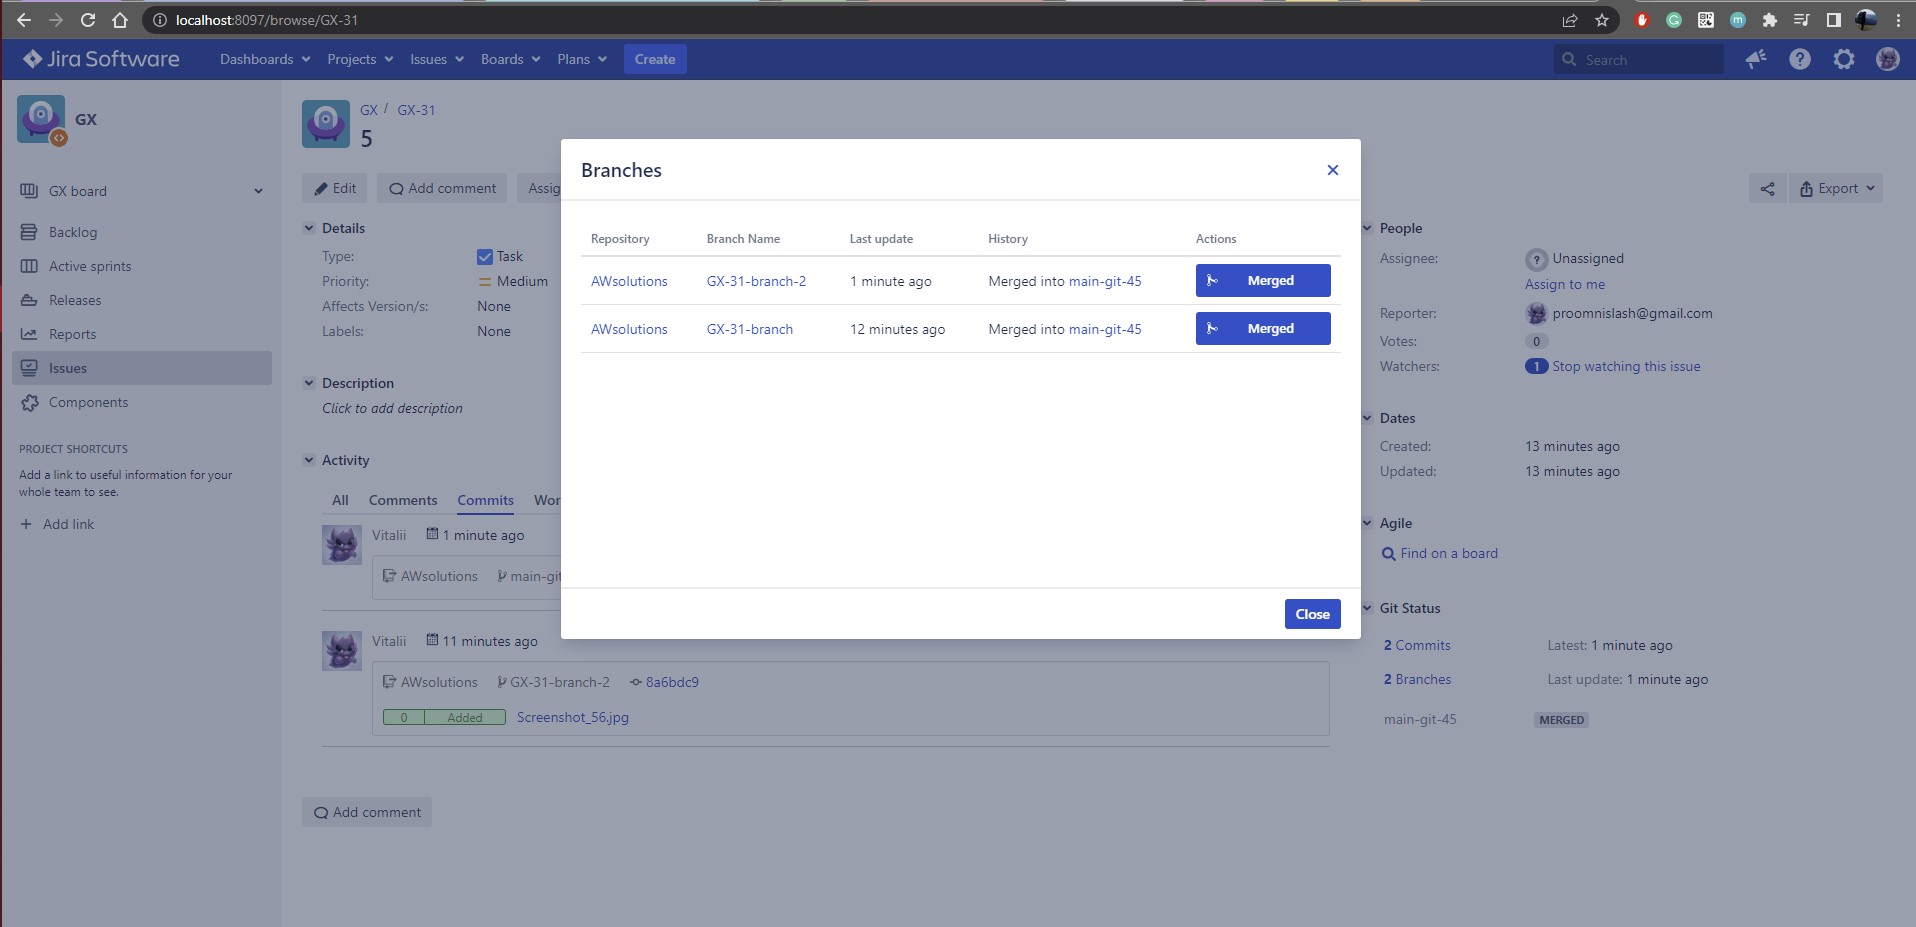 localhost:8097/browse/GX-31
Jira Software
Dashboards
Projects
Issues
Boards
Plans
Create
Search
GX
GX board
Backlog
Active sprints
Releases
Reports
Issues
Components
PROJECT SHORTCUTS
Add a link to useful information for your
whole team to see.
+ Add link
GX / GX-31
5
Edit
Add comment
Assig
Export
Details
Type: Task
Priority: Medium
Affects Version/s: None
Labels: None
Description
Click to add description
Activity
All Comments Commits Wor
Vitalii 1 minute ago
AWsolutions main-git
Vitalii 11 minutes ago
AWsolutions GX-31-branch-2 8a6bdc9
0 Added Screenshot_56.jpg
Add comment
Branches
Repository Branch Name Last update History Actions
AWsolutions GX-31-branch-2 1 minute ago Merged into main-git-45 Merged
AWsolutions GX-31-branch 12 minutes ago Merged into main-git-45 Merged
Close
People
Assignee: Unassigned
Assign to me
Reporter: proomnislash@gmail.com
Votes: 0
Watchers: 1 Stop watching this issue
Dates
Created: 13 minutes ago
Updated: 13 minutes ago
Agile
Find on a board
Git Status
2 Commits Latest: 1 minute ago
2 Branches Last update: 1 minute ago
main-git-45 MERGED